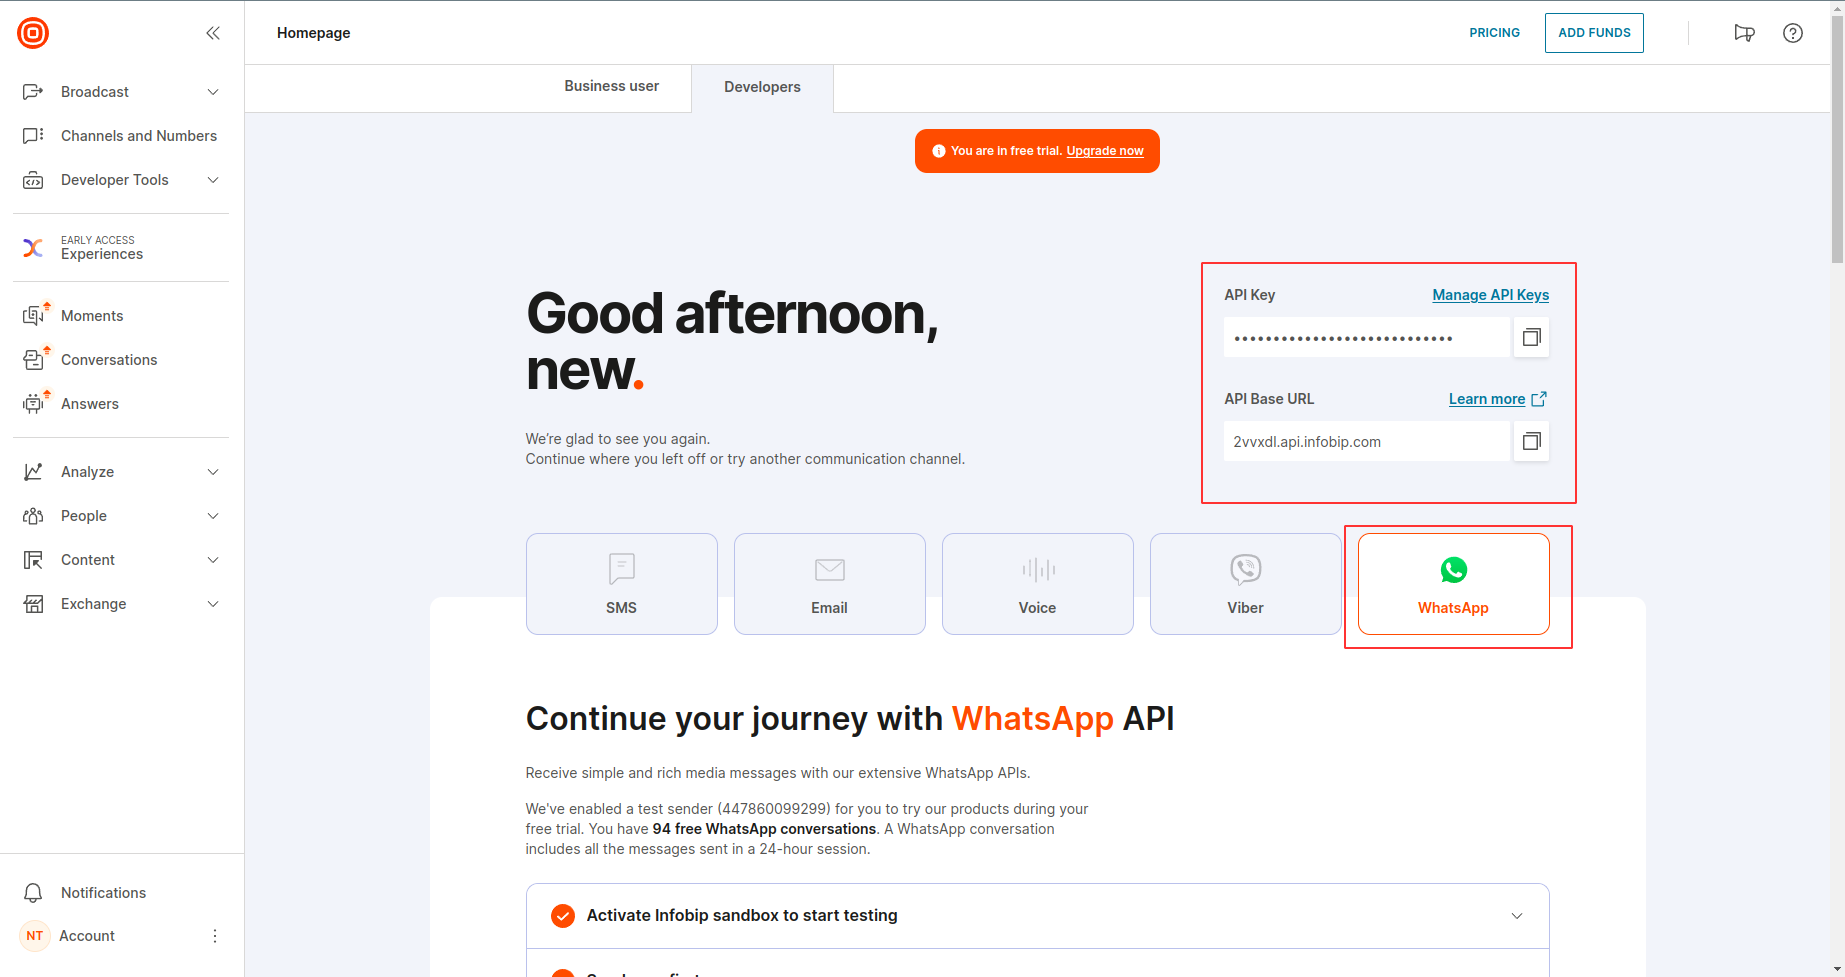 Homepage
PRICING
ADD FUNDS
Broadcast
Channels and Numbers
Developer Tools
EARLY ACCESS
Experiences
Moments
Conversations
Answers
Analyze
People
Content
Exchange
Notifications
NT
Account
Business user
Developers
You are in free trial. Upgrade now
Good afternoon,
new.
We're glad to see you again.
Continue where you left off or try another communication channel.
API Key
Manage API Keys
API Base URL
Learn more
2vvxdl.api.infobip.com
SMS
Email
Voice
Viber
WhatsApp
Continue your journey with WhatsApp API
Receive simple and rich media messages with our extensive WhatsApp APIs.
We've enabled a test sender (447860099299) for you to try our products during your
free trial. You have 94 free WhatsApp conversations. A WhatsApp conversation
includes all the messages sent in a 24-hour session.
Activate Infobip sandbox to start testing